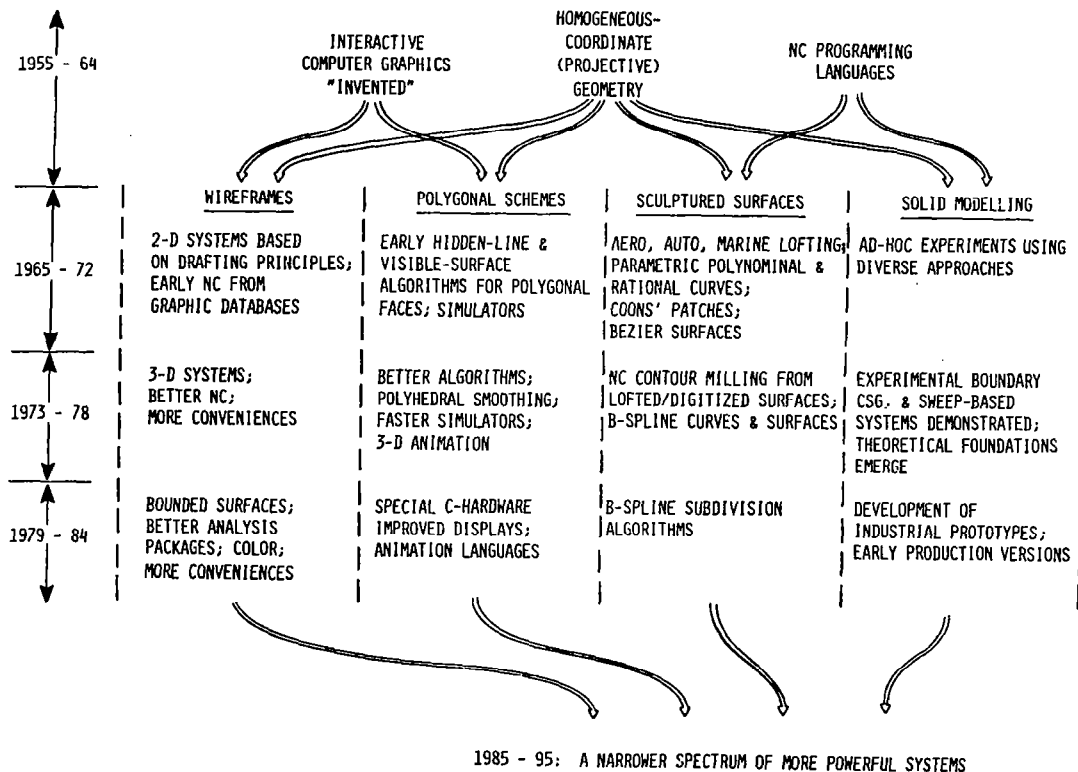 1955 - 64
INTERACTIVE
COMPUTER GRAPHICS
"INVENTED"
HOMOGENEOUS-
COORDINATE
(PROJECTIVE)
GEOMETRY
NC PROGRAMMING
LANGUAGES
WIREFRAMES
POLYGONAL SCHEMES
SCULPTURED SURFACES
SOLID MODELLING
1965 - 72
2-D SYSTEMS BASED
ON DRAFTING PRINCIPLES;
EARLY NC FROM
GRAPHIC DATABASES
EARLY HIDDEN-LINE &
VISIBLE-SURFACE
ALGORITHMS FOR POLYGONAL
FACES; SIMULATORS
AERO, AUTO, MARINE LOFTING;
PARAMETRIC POLYNOMINAL &
RATIONAL CURVES;
COONS' PATCHES;
BEZIER SURFACES
AD-HOC EXPERIMENTS USING
DIVERSE APPROACHES
1973 - 78
3-D SYSTEMS;
BETTER NC;
MORE CONVENIENCES
BETTER ALGORITHMS;
POLYHEDRAL SMOOTHING;
FASTER SIMULATORS;
3-D ANIMATION
NC CONTOUR MILLING FROM
LOFTED/DIGITIZED SURFACES;
B-SPLINE CURVES & SURFACES
EXPERIMENTAL BOUNDARY
CSG, & SWEEP-BASED
SYSTEMS DEMONSTRATED;
THEORETICAL FOUNDATIONS
EMERGE
1979 - 84
BOUNDED SURFACES;
BETTER ANALYSIS
PACKAGES; COLOR;
MORE CONVENIENCES
SPECIAL C-HARDWARE
IMPROVED DISPLAYS;
ANIMATION LANGUAGES
B-SPLINE SUBDIVISION
ALGORITHMS
DEVELOPMENT OF
INDUSTRIAL PROTOTYPES;
EARLY PRODUCTION VERSIONS
1985 - 95: A NARROWER SPECTRUM OF MORE POWERFUL SYSTEMS